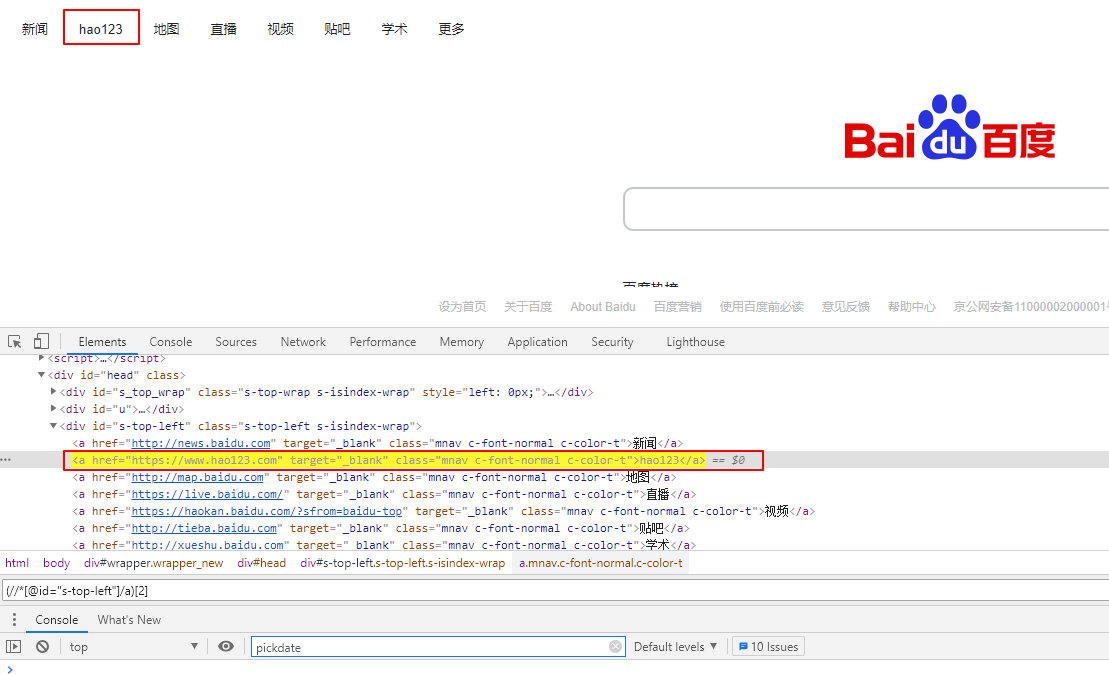 新闻 hao123 地图 直播 视频 贴吧 学术 更多
Bai du 百度
百度热榜
设为首页 关于百度 About Baidu 百度营销 使用百度前必读 意见反馈 帮助中心 京公网安备11000002000001号
Elements Console Sources Network Performance Memory Application Security Lighthouse
<script>…</script>
<div id="head" class>
<div id="s_top_wrap" class="s-top-wrap s-isindex-wrap" style="left: 0px;">…</div>
<div id="u">…</div>
<div id="s-top-left" class="s-top-left s-isindex-wrap">
<a href="http://news.baidu.com" target="_blank" class="mnav c-font-normal c-color-t">新闻</a>
<a href="https://www.hao123.com" target="_blank" class="mnav c-font-normal c-color-t">hao123</a> == $0
<a href="http://map.baidu.com" target="_blank" class="mnav c-font-normal c-color-t">地图</a>
<a href="https://live.baidu.com/" target="_blank" class="mnav c-font-normal c-color-t">直播</a>
<a href="https://haokan.baidu.com/?sfrom=baidu-top" target="_blank" class="mnav c-font-normal c-color-t">视频</a>
<a href="http://tieba.baidu.com" target="_blank" class="mnav c-font-normal c-color-t">贴吧</a>
<a href="http://xueshu.baidu.com" target="_blank" class="mnav c-font-normal c-color-t">学术</a>
html body div#wrapper.wrapper_new div#head div#s-top-left.s-top-left.s-isindex-wrap a.mnav.c-font-normal.c-color-t
(//*[@id="s-top-left"]/a)[2]
Console What's New
top pickdate Default levels 10 Issues